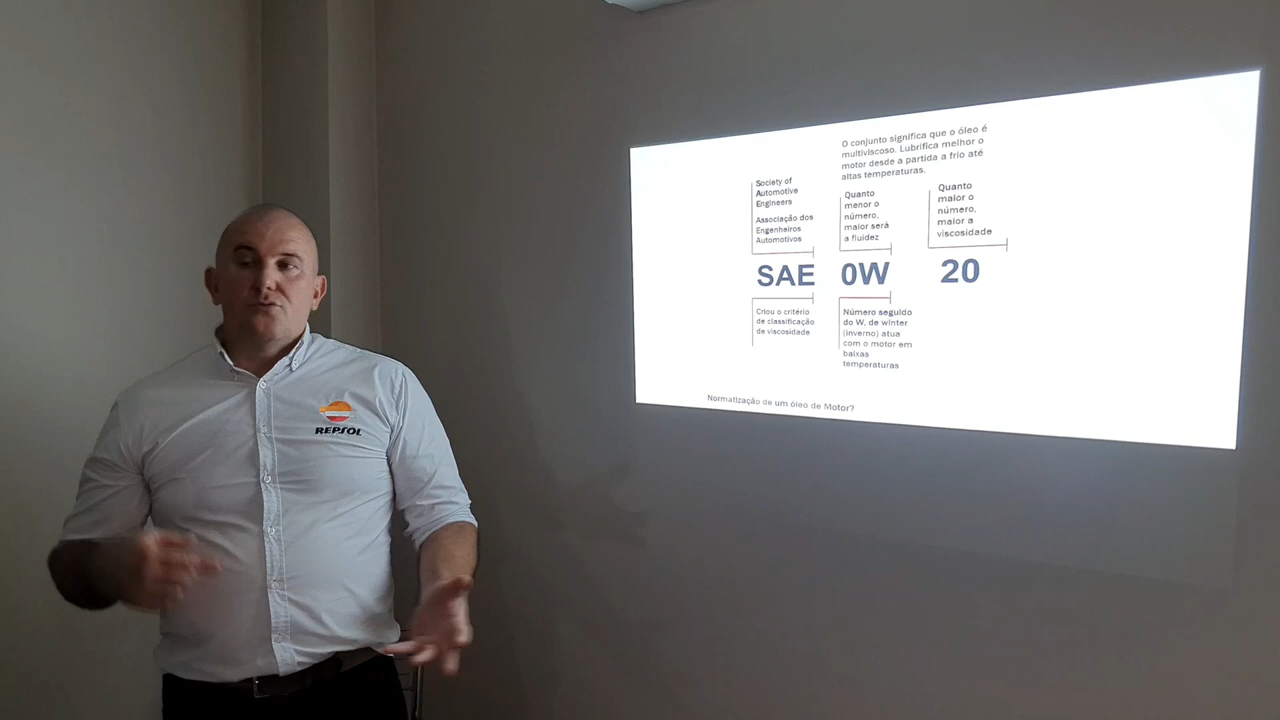 O conjunto significa que o óleo é
multiviscoso. Lubrifica melhor o
motor desde a partida a frio até
altas temperaturas.
Society of
Automotive
Engineers
Associação dos
Engenheiros
Automotivos
Quanto
menor o
número,
maior será
a fluidez
Quanto
maior o
número,
maior a
viscosidade
SAE 0W 20
Criou o critério
de classificação
de viscosidade
Número seguido
do W, de winter
(inverno) atua
com o motor em
baixas
temperaturas
Normatização de um óleo de Motor?
REPSOL